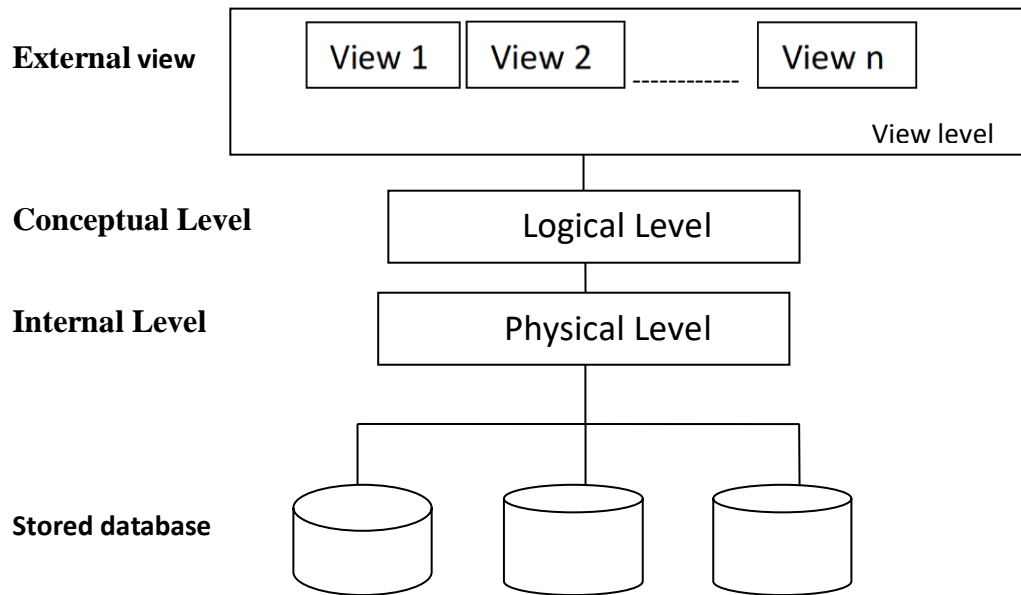 External view
View 1 View 2 ------------ View n
View level
Conceptual Level
Logical Level
Internal Level
Physical Level
Stored database